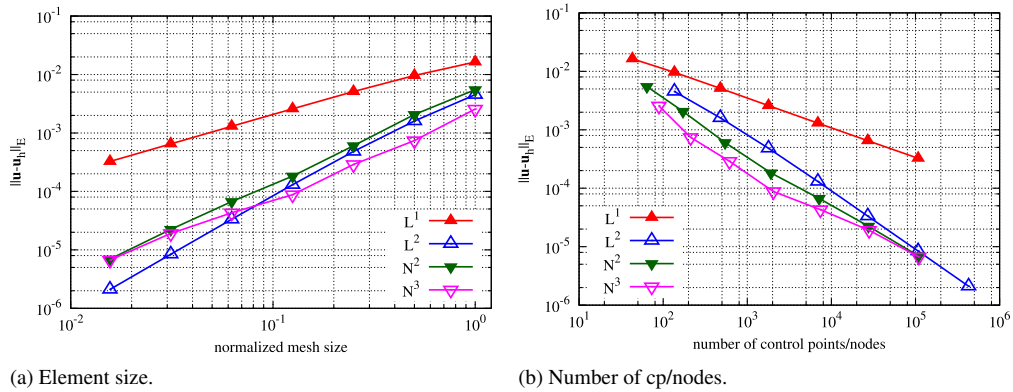 10^-1
10^-2
10^-3
10^-4
10^-5
10^-6
||u-u_h||_E
L^1
L^2
N^2
N^3
10^-2
10^-1
10^0
normalized mesh size
(a) Element size.
10^-1
10^-2
10^-3
10^-4
10^-5
10^-6
||u-u_h||_E
L^1
L^2
N^2
N^3
10^1
10^2
10^3
10^4
10^5
10^6
number of control points/nodes
(b) Number of cp/nodes.